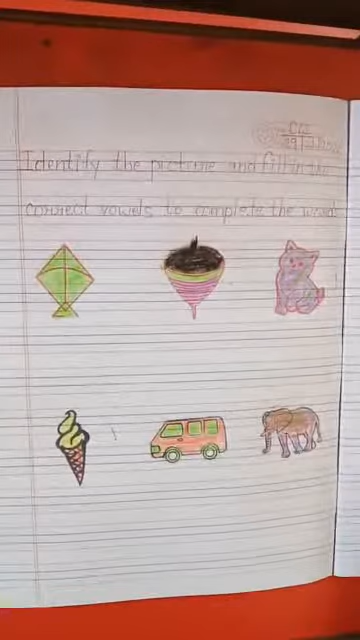 Identify the picture and fill in the
correct vowels to complete the word.
C.W